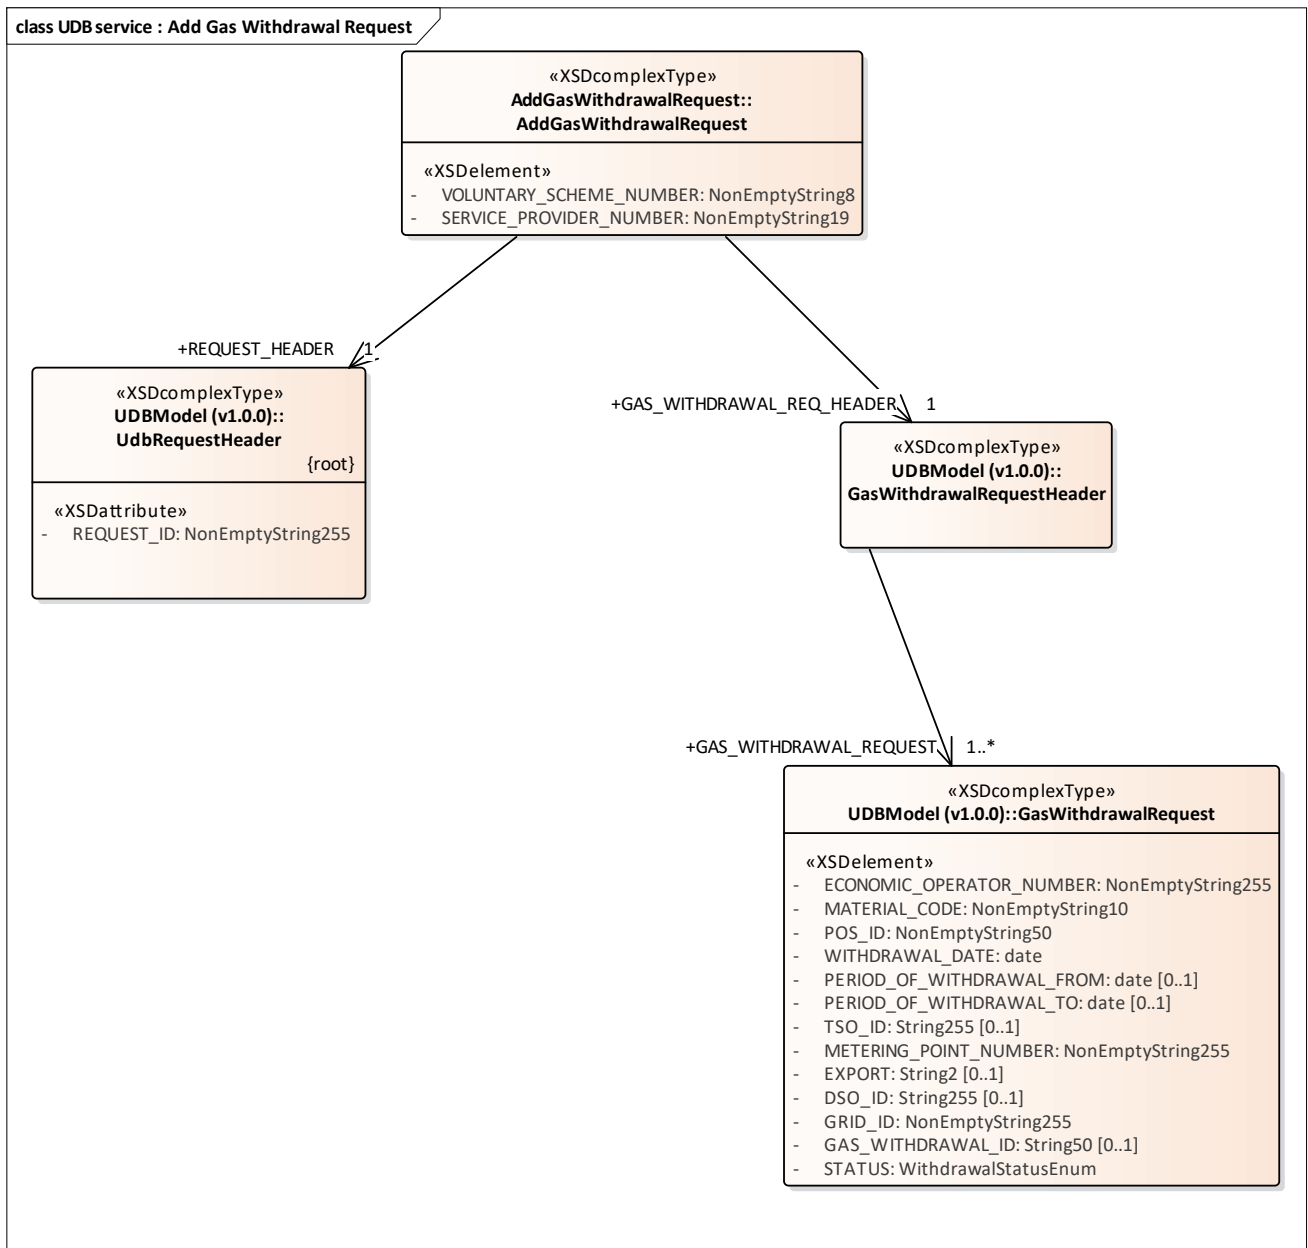 class UDB service : Add Gas Withdrawal Request
«XSDcomplexType»
AddGasWithdrawalRequest::
AddGasWithdrawalRequest
«XSDelement»
- VOLUNTARY_SCHEME_NUMBER: NonEmptyString8
- SERVICE_PROVIDER_NUMBER: NonEmptyString19
+REQUEST_HEADER 1
«XSDcomplexType»
UDBModel (v1.0.0)::
UdbRequestHeader
{root}
«XSDattribute»
- REQUEST_ID: NonEmptyString255
+GAS_WITHDRAWAL_REQ_HEADER 1
«XSDcomplexType»
UDBModel (v1.0.0)::
GasWithdrawalRequestHeader
+GAS_WITHDRAWAL_REQUEST 1..*
«XSDcomplexType»
UDBModel (v1.0.0)::GasWithdrawalRequest
«XSDelement»
- ECONOMIC_OPERATOR_NUMBER: NonEmptyString255
- MATERIAL_CODE: NonEmptyString10
- POS_ID: NonEmptyString50
- WITHDRAWAL_DATE: date
- PERIOD_OF_WITHDRAWAL_FROM: date [0..1]
- PERIOD_OF_WITHDRAWAL_TO: date [0..1]
- TSO_ID: String255 [0..1]
- METERING_POINT_NUMBER: NonEmptyString255
- EXPORT: String2 [0..1]
- DSO_ID: String255 [0..1]
- GRID_ID: NonEmptyString255
- GAS_WITHDRAWAL_ID: String50 [0..1]
- STATUS: WithdrawalStatusEnum